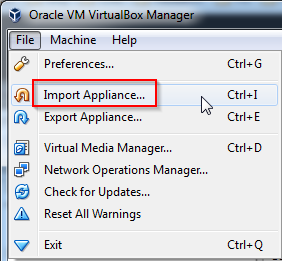 Oracle VM VirtualBox Manager
File Machine Help
Preferences... Ctrl+G
Import Appliance... Ctrl+I
Export Appliance... Ctrl+E
Virtual Media Manager... Ctrl+D
Network Operations Manager...
Check for Updates...
Reset All Warnings
Exit Ctrl+Q